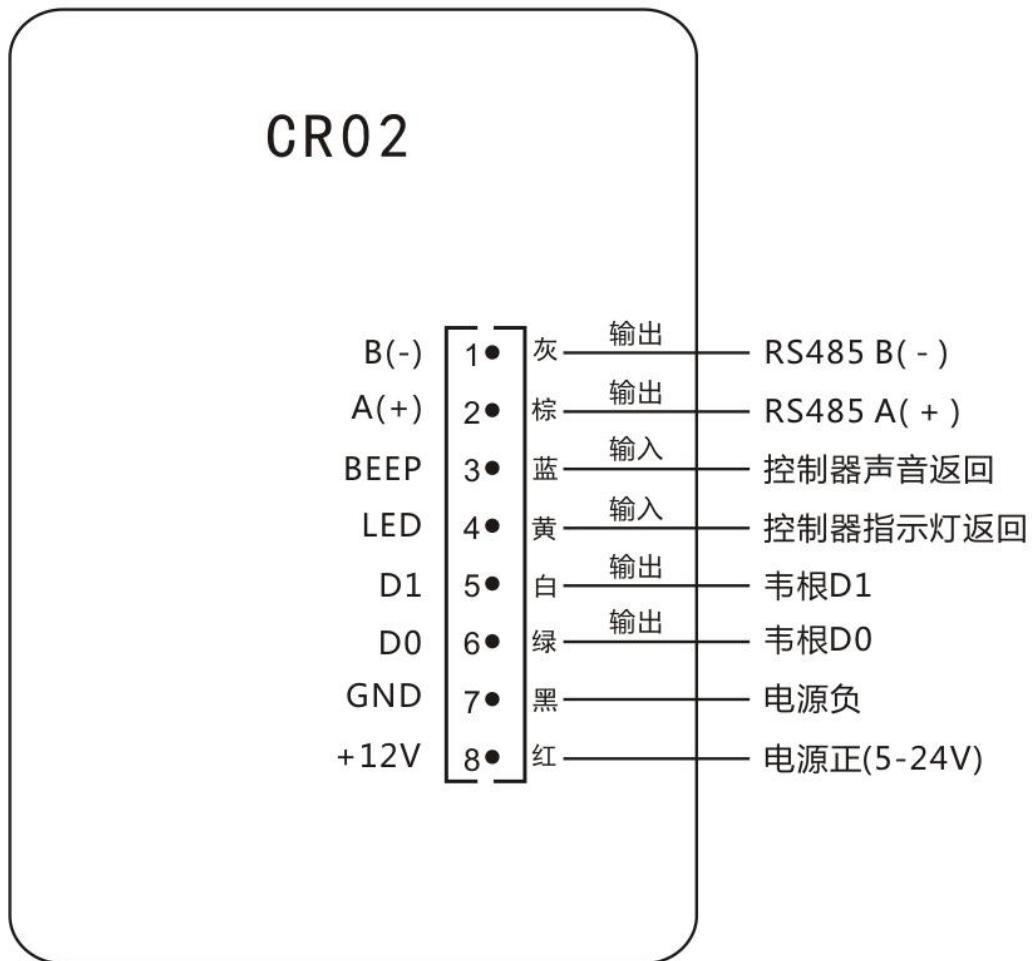 CR02
B(-) 1 灰 输出 RS485 B( - )
A(+) 2 棕 输出 RS485 A( + )
BEEP 3 蓝 输入 控制器声音返回
LED 4 黄 输入 控制器指示灯返回
D1 5 白 输出 韦根D1
D0 6 绿 输出 韦根D0
GND 7 黑 电源负
+12V 8 红 电源正(5-24V)